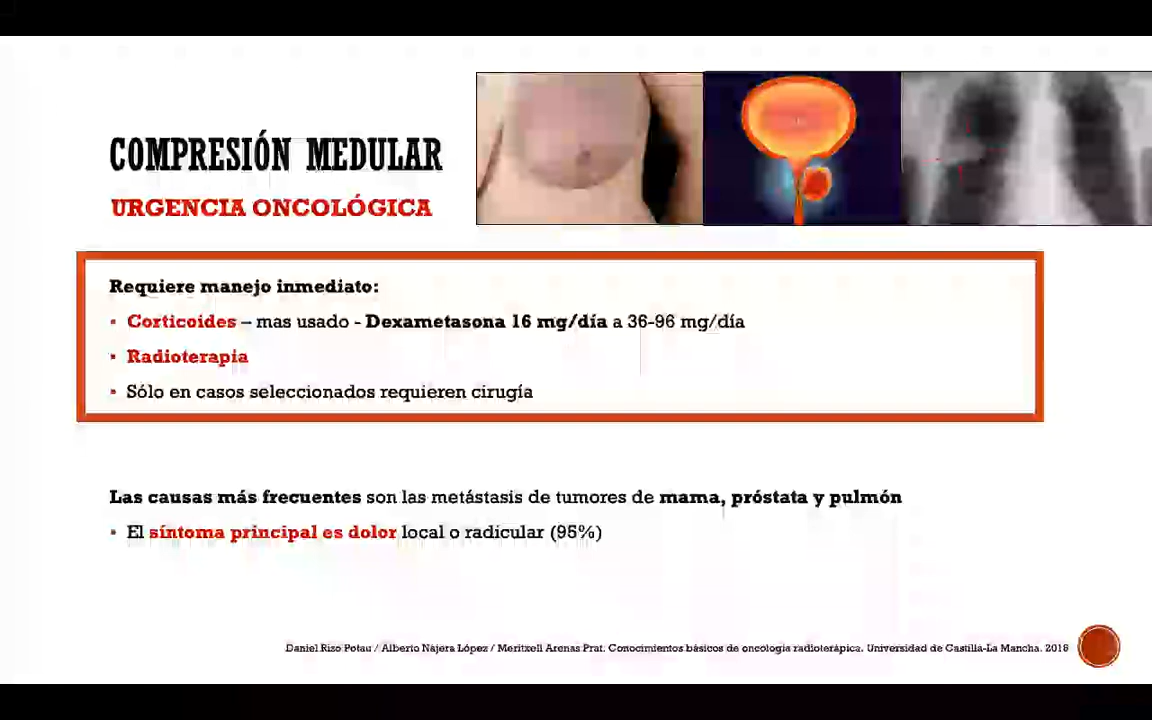 COMPRESIÓN MEDULAR
URGENCIA ONCOLÓGICA
Requiere manejo inmediato:
▪ Corticoides – mas usado - Dexametasona 16 mg/día a 36-96 mg/día
▪ Radioterapia
▪ Sólo en casos seleccionados requieren cirugía
Las causas más frecuentes son las metástasis de tumores de mama, próstata y pulmón
▪ El síntoma principal es dolor local o radicular (95%)
Daniel Rizo Potau / Alberto Nájera López / Meritxell Arenas Prat. Conocimientos básicos de oncología radioterápica. Universidad de Castilla-La Mancha. 2018